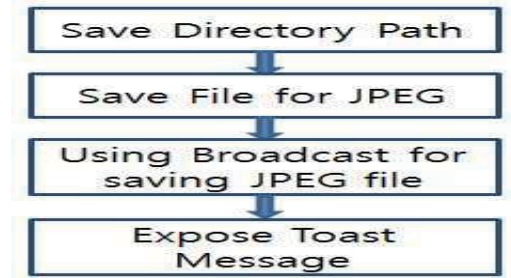 Save Directory Path
Save File for JPEG
Using Broadcast for
saving JPEG file
Expose Toast
Message